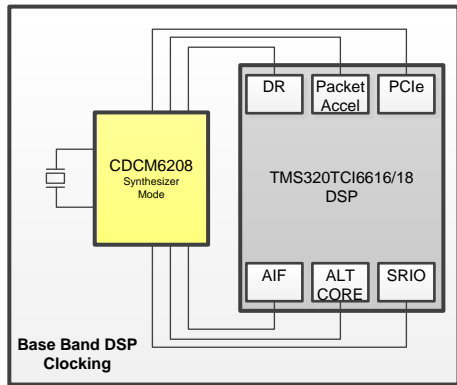 DR
Packet
Accel
PCIe
CDCM6208
Synthesizer
Mode
TMS320TCI6616/18
DSP
AIF
ALT
CORE
SRIO
Base Band DSP
Clocking